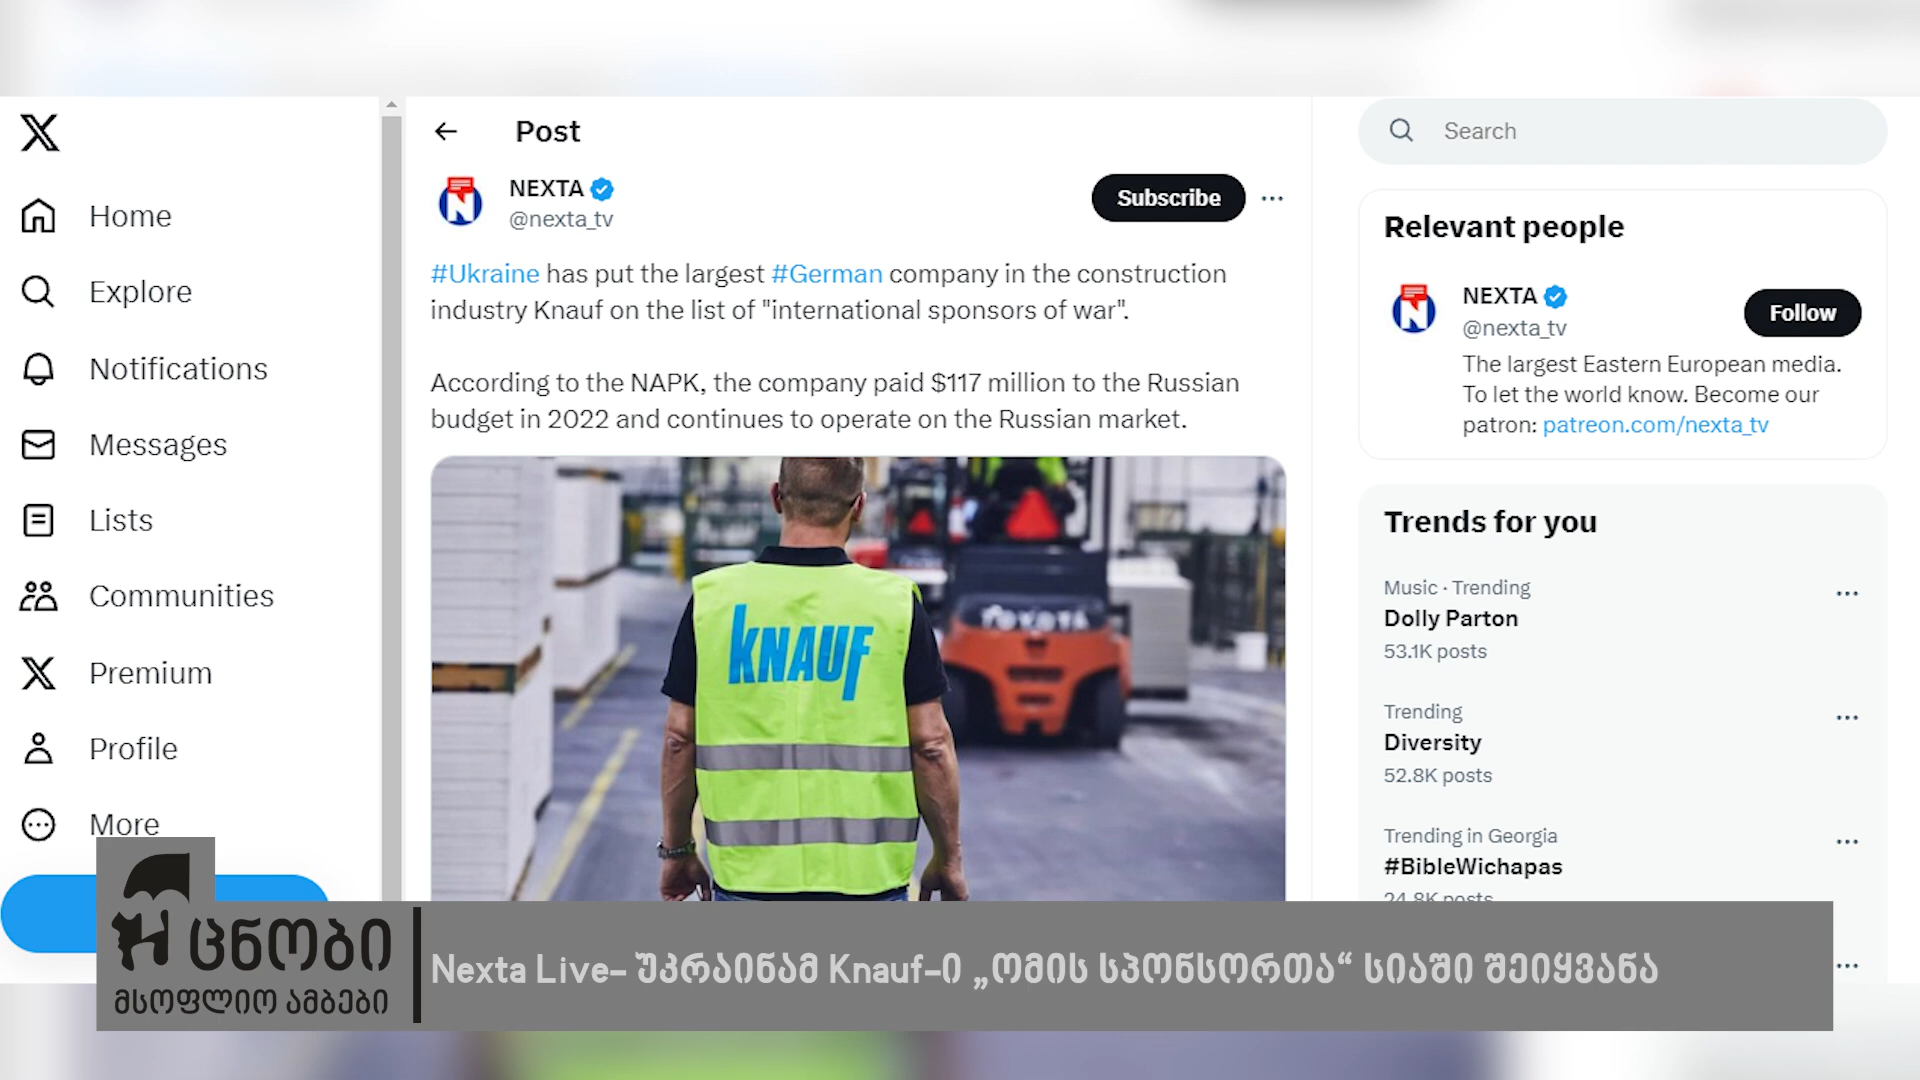 Home
Explore
Notifications
Messages
Lists
Communities
Premium
Profile
More
Post
NEXTA
@nexta_tv
Subscribe
#Ukraine has put the largest #German company in the construction
industry Knauf on the list of "international sponsors of war".
According to the NAPK, the company paid $117 million to the Russian
budget in 2022 and continues to operate on the Russian market.
KNAUF
TOYOTA
Search
Relevant people
NEXTA
@nexta_tv
Follow
The largest Eastern European media.
To let the world know. Become our
patron: patreon.com/nexta_tv
Trends for you
Music · Trending
Dolly Parton
53.1K posts
Trending
Diversity
52.8K posts
Trending in Georgia
#BibleWichapas
24.8K posts
ცნობი
მსოფლიო ამბები
Nexta Live- უკრაინამ Knauf-ი „ომის სპონსორთა“ სიაში შეიყვანა